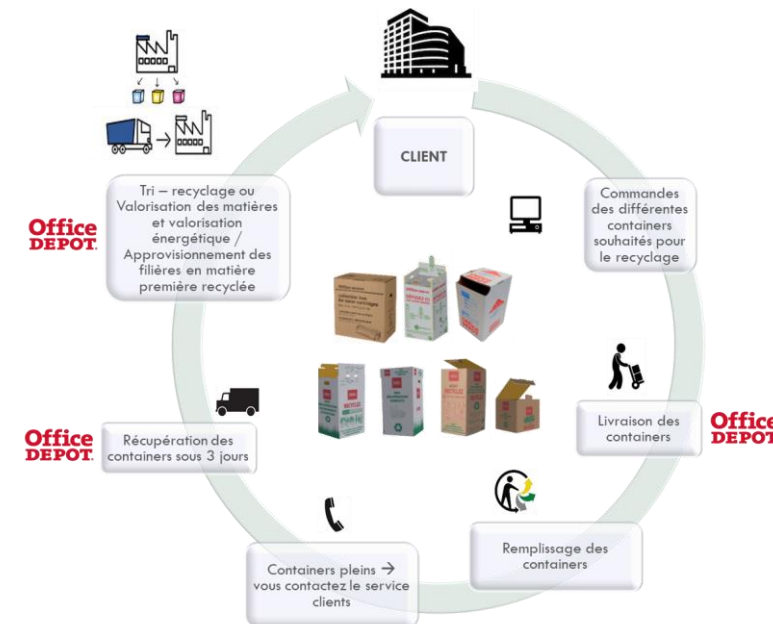 CLIENT
Commandes
des différentes
containers
souhaités pour
le recyclage
Livraison des
containers
Office
DEPOT.
Remplissage des
containers
Containers pleins →
vous contactez le service
clients
Récupération des
containers sous 3 jours
Office
DEPOT.
Tri – recyclage ou
Valorisation des matières
et valorisation
énergétique /
Approvisionnement des
filières en matière
première recyclée
Office
DEPOT.
RECYCLEZ